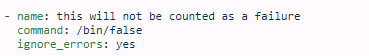 - name: this will not be counted as a failure
  command: /bin/false
  ignore_errors: yes